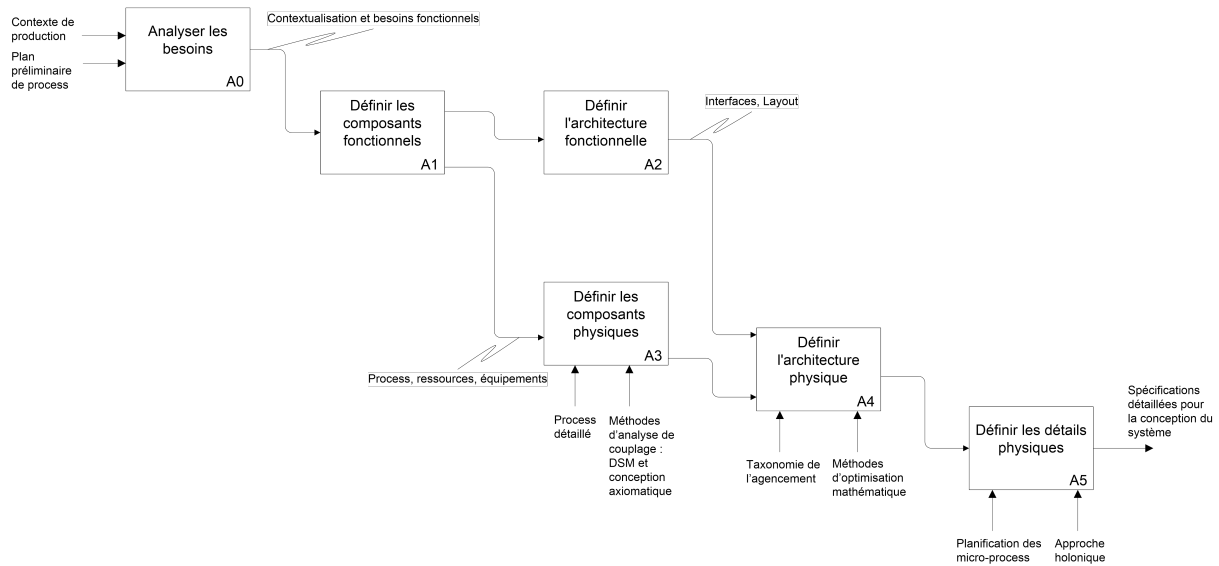 Contexte de
production
Plan
préliminaire
de process
Analyser les
besoins
A0
Contextualisation et besoins fonctionnels
Définir les
composants
fonctionnels
A1
Définir
l'architecture
fonctionnelle
A2
Interfaces, Layout
Process, ressources, équipements
Définir les
composants
physiques
A3
Process
détaillé
Méthodes
d’analyse de
couplage :
DSM et
conception
axiomatique
Définir
l'architecture
physique
A4
Taxonomie de
l’agencement
Méthodes
d’optimisation
mathématique
Définir les détails
physiques
A5
Planification des
micro-process
Approche
holonique
Spécifications
détaillées pour
la conception du
système